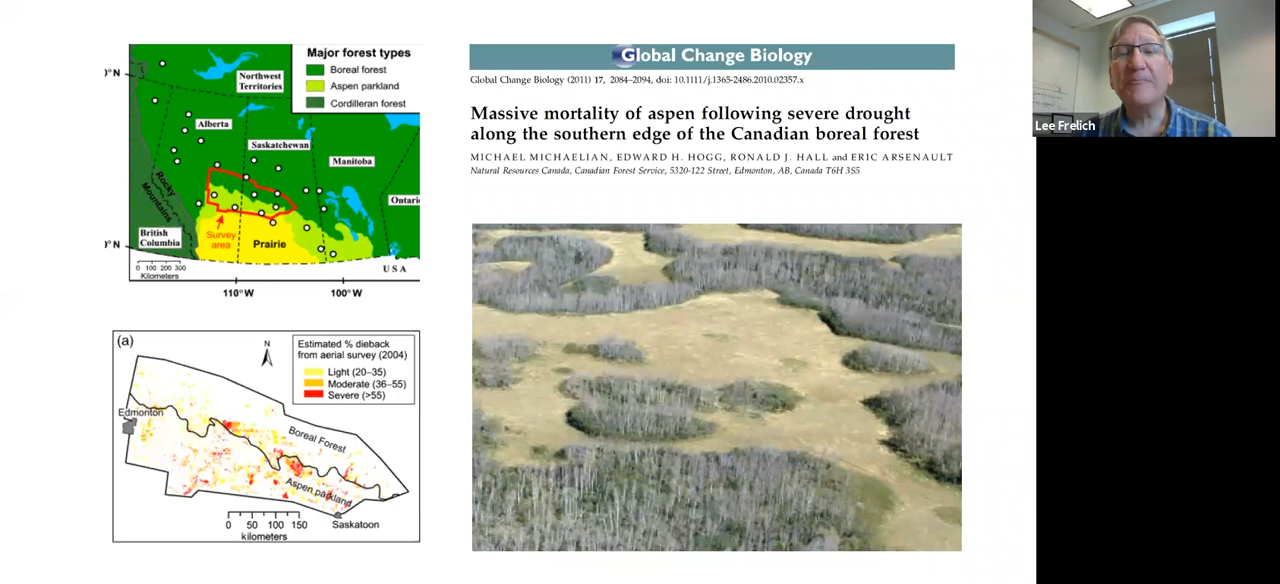 Major forest types
Boreal forest
Aspen parkland
Cordilleran forest
Northwest
Territories
Alberta
Saskatchewan
Manitoba
Ontari
Rocky
Mountains
British
Columbia
Survey
area
Prairie
U S A
0 100 200 300
Kilometers
)°N
)°N
110°W
100°W
(a)
N
Estimated % dieback
from aerial survey (2004)
Light (20–35)
Moderate (36–55)
Severe (>55)
Edmonton
Boreal Forest
Aspen parkland
0 50 100 150
kilometers
Saskatoon
Global Change Biology
Global Change Biology (2011) 17, 2084–2094, doi: 10.1111/j.1365-2486.2010.02357.x
Massive mortality of aspen following severe drought
along the southern edge of the Canadian boreal forest
MICHAEL MICHAELIAN, EDWARD H. HOGG, RONALD J. HALL and ERIC ARSENAULT
Natural Resources Canada, Canadian Forest Service, 5320-122 Street, Edmonton, AB, Canada T6H 3S5
Lee Frelich